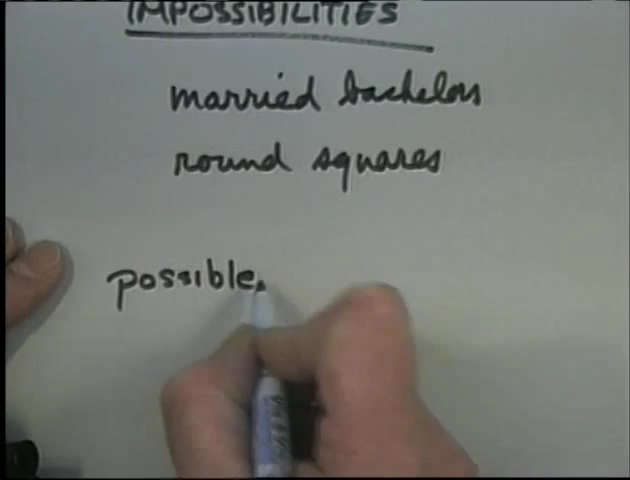 IMPOSSIBILITIES
married bachelors
round squares
possible